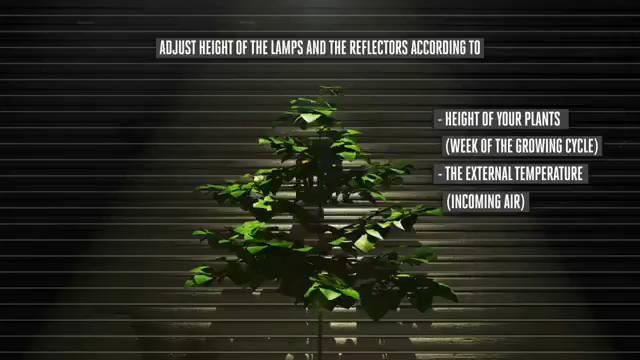 ADJUST HEIGHT OF THE LAMPS AND THE REFLECTORS ACCORDING TO
- HEIGHT OF YOUR PLANTS
(WEEK OF THE GROWING CYCLE)
- THE EXTERNAL TEMPERATURE
(INCOMING AIR)